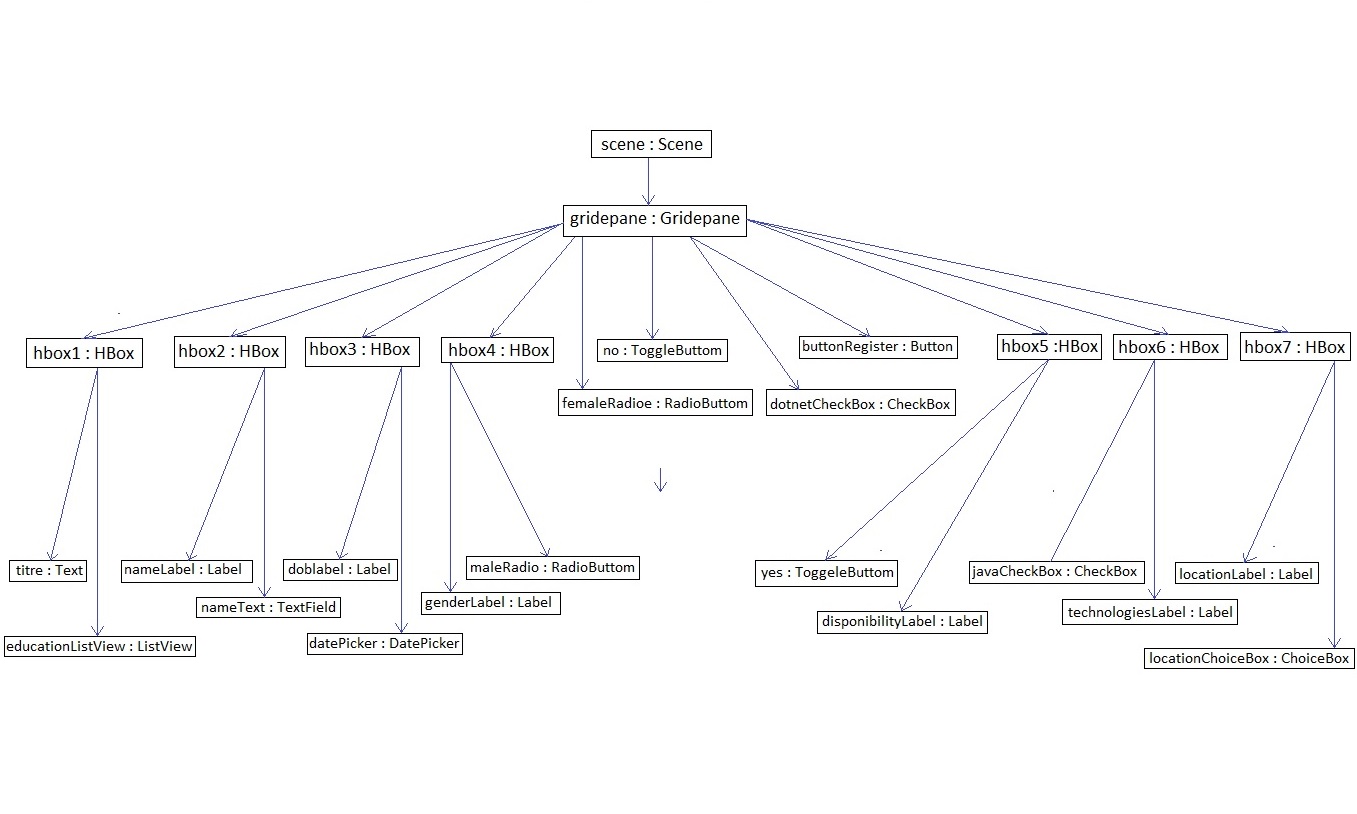 scene : Scene
gridepane : Gridepane
hbox1 : HBox
hbox2 : HBox
hbox3 : HBox
hbox4 : HBox
no : ToggleButtom
buttonRegister : Button
hbox5 :HBox
hbox6 : HBox
hbox7 : HBox
femaleRadioe : RadioButtom
dotnetCheckBox : CheckBox
titre : Text
nameLabel : Label
doblabel : Label
maleRadio : RadioButtom
yes : ToggeleButtom
javaCheckBox : CheckBox
locationLabel : Label
nameText : TextField
genderLabel : Label
disponibilityLabel : Label
technologiesLabel : Label
educationListView : ListView
datePicker : DatePicker
locationChoiceBox : ChoiceBox